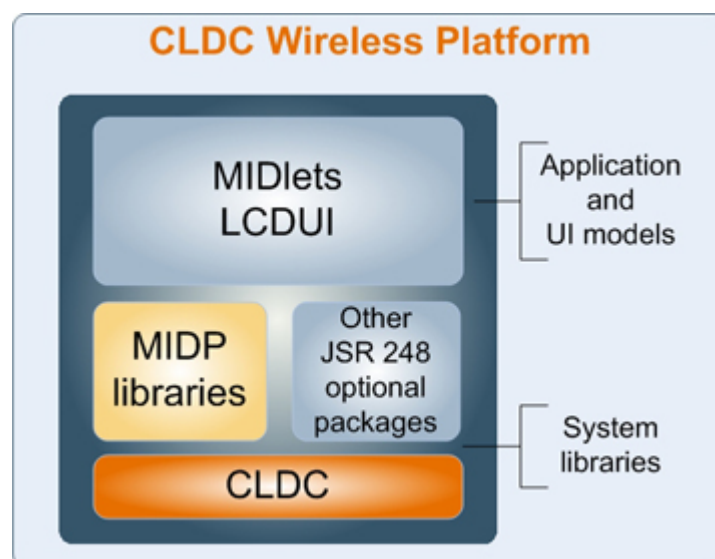 CLDC Wireless Platform
MIDlets
LCDUI
Application
and
UI models
MIDP
libraries
Other
JSR 248
optional
packages
System
libraries
CLDC